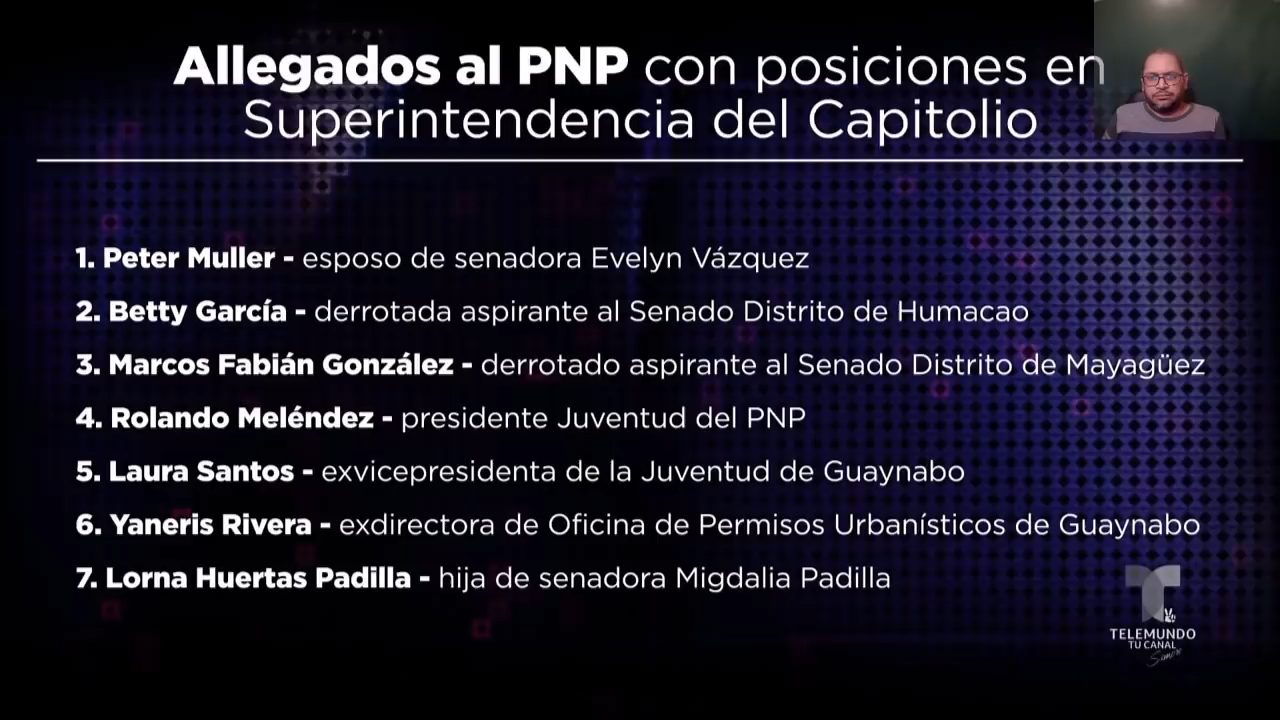 Allegados al PNP con posiciones en
Superintendencia del Capitolio
1. Peter Muller - esposo de senadora Evelyn Vázquez
2. Betty García - derrotada aspirante al Senado Distrito de Humacao
3. Marcos Fabián González - derrotado aspirante al Senado Distrito de Mayagüez
4. Rolando Meléndez - presidente Juventud del PNP
5. Laura Santos - exvicepresidenta de la Juventud de Guaynabo
6. Yaneris Rivera - exdirectora de Oficina de Permisos Urbanísticos de Guaynabo
7. Lorna Huertas Padilla - hija de senadora Migdalia Padilla
TELEMUNDO
TU CANAL